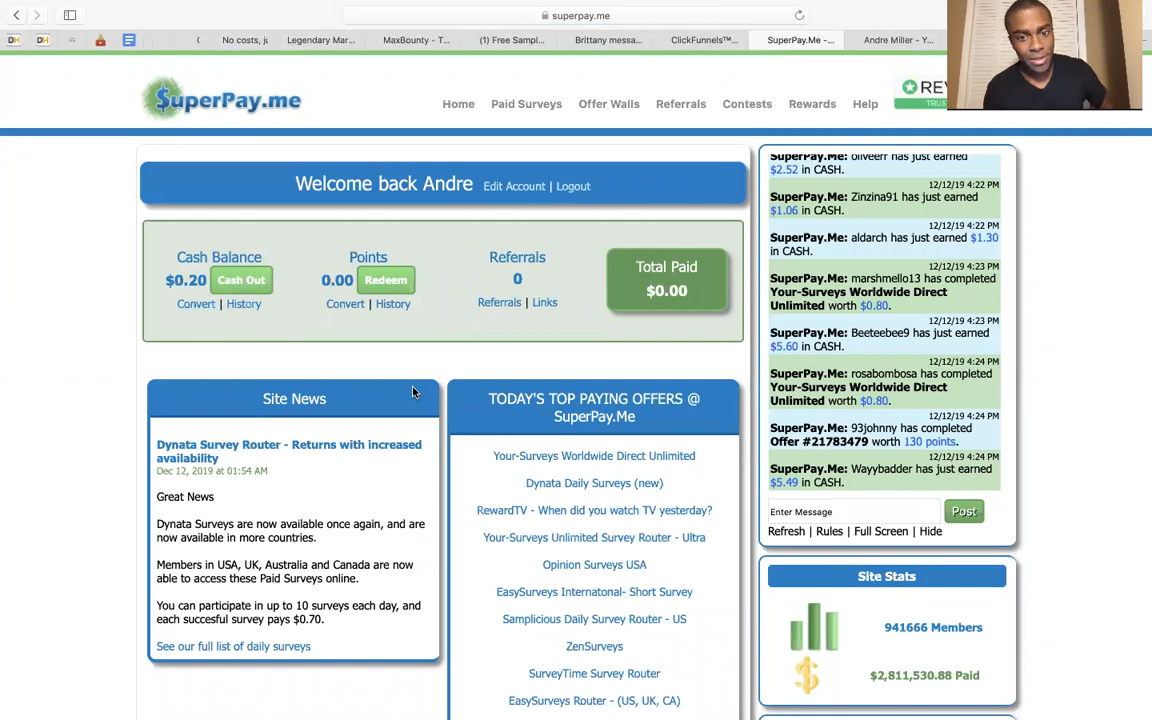 superpay.me
No costs, j
Legendary Mar...
MaxBounty - T...
(1) Free Sampl...
Brittany messa...
ClickFunnels™...
SuperPay.Me -...
Andre Miller - Y...
$uperPay.me
Home
Paid Surveys
Offer Walls
Referrals
Contests
Rewards
Help
Welcome back Andre Edit Account | Logout
Cash Balance
$0.20 Cash Out
Convert | History
Points
0.00 Redeem
Convert | History
Referrals
0
Referrals | Links
Total Paid
$0.00
Site News
Dynata Survey Router - Returns with increased
availability
Dec 12, 2019 at 01:54 AM
Great News
Dynata Surveys are now available once again, and are
now available in more countries.
Members in USA, UK, Australia and Canada are now
able to access these Paid Surveys online.
You can participate in up to 10 surveys each day, and
each succesful survey pays $0.70.
See our full list of daily surveys
TODAY'S TOP PAYING OFFERS @
SuperPay.Me
Your-Surveys Worldwide Direct Unlimited
Dynata Daily Surveys (new)
RewardTV - When did you watch TV yesterday?
Your-Surveys Unlimited Survey Router - Ultra
Opinion Surveys USA
EasySurveys Internatonal- Short Survey
Samplicious Daily Survey Router - US
ZenSurveys
SurveyTime Survey Router
EasySurveys Router - (US, UK, CA)
SuperPay.Me: oliveerr has just earned
$2.52 in CASH.
12/12/19 4:22 PM
SuperPay.Me: Zinzina91 has just earned
$1.06 in CASH.
12/12/19 4:22 PM
SuperPay.Me: aldarch has just earned $1.30
in CASH.
12/12/19 4:23 PM
SuperPay.Me: marshmello13 has completed
Your-Surveys Worldwide Direct
Unlimited worth $0.80.
12/12/19 4:23 PM
SuperPay.Me: Beeteebee9 has just earned
$5.60 in CASH.
12/12/19 4:24 PM
SuperPay.Me: rosabombosa has completed
Your-Surveys Worldwide Direct
Unlimited worth $0.80.
12/12/19 4:24 PM
SuperPay.Me: 93johnny has completed
Offer #21783479 worth 130 points.
12/12/19 4:24 PM
SuperPay.Me: Wayybadder has just earned
$5.49 in CASH.
Enter Message Post
Refresh | Rules | Full Screen | Hide
Site Stats
941666 Members
$2,811,530.88 Paid